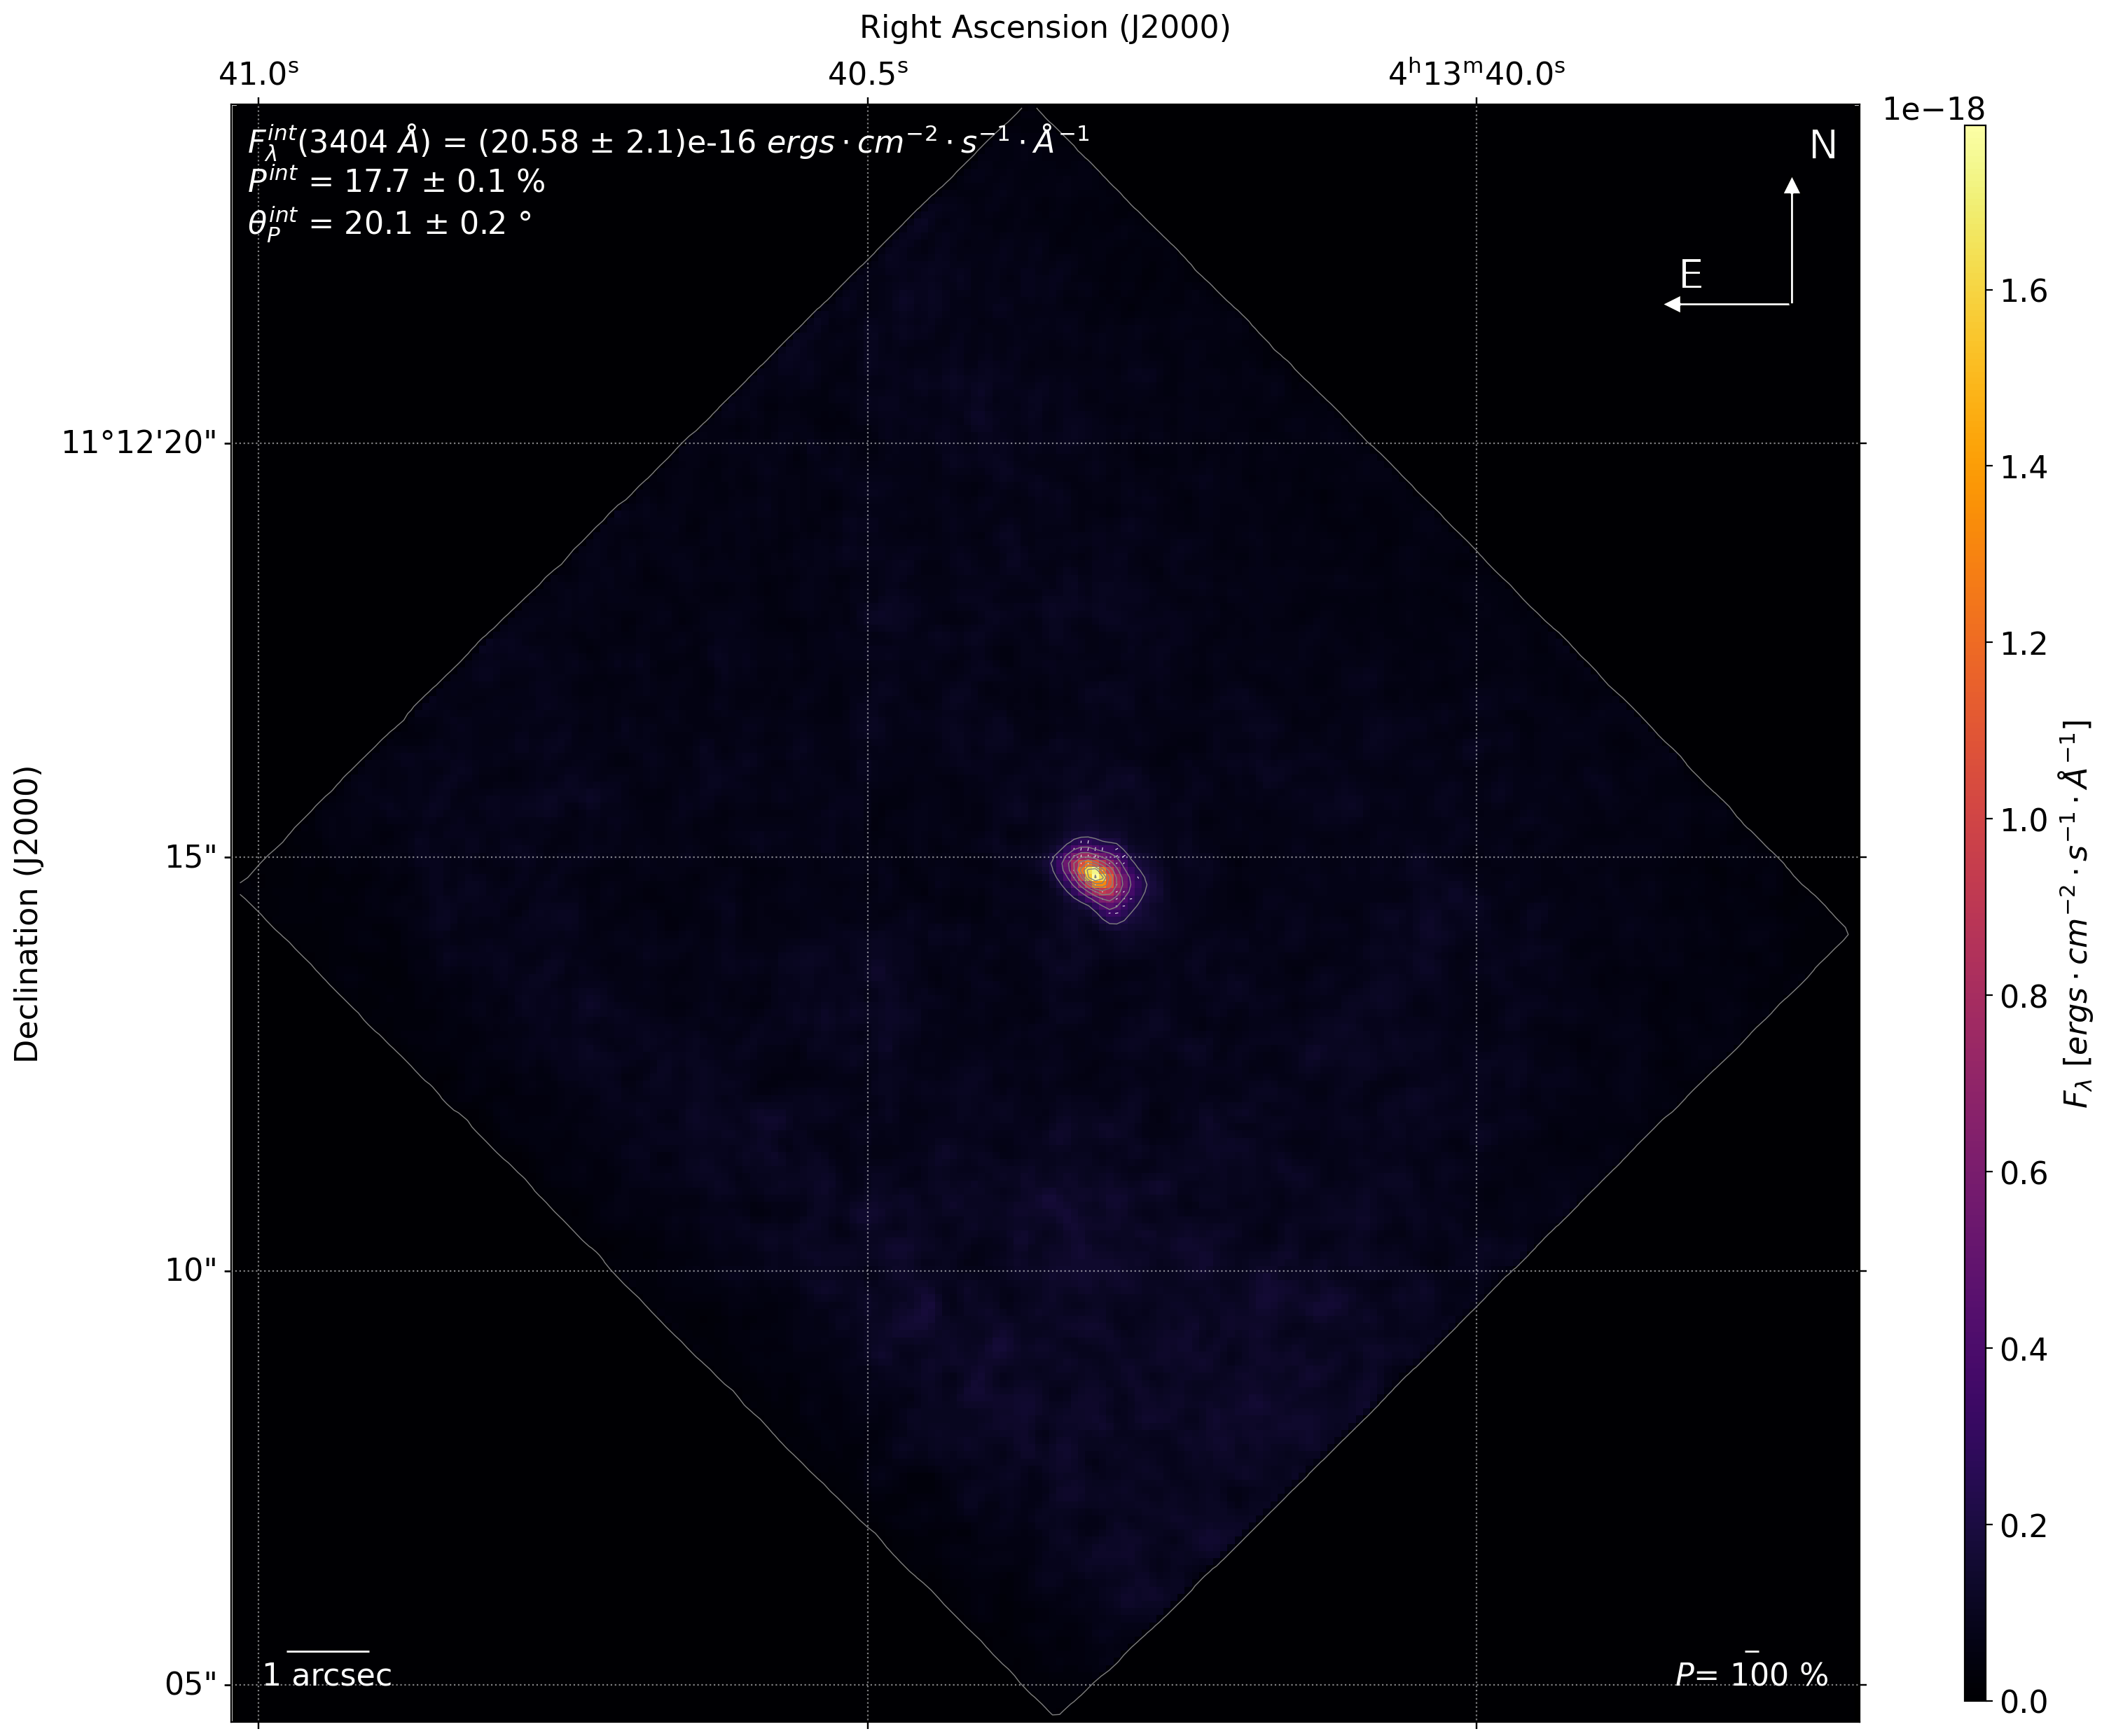 Right Ascension (J2000)
41.0ˢ 40.5ˢ 4ʰ13ᵐ40.0ˢ
1e−18
F_λ^int(3404 Å) = (20.58 ± 2.1)e-16 ergs · cm⁻² · s⁻¹ · Å⁻¹
P^int = 17.7 ± 0.1 %
θ_P^int = 20.1 ± 0.2 °
N
E
11°12'20"
15"
10"
05"
Declination (J2000)
1 arcsec
P= 100 %
1.6
1.4
1.2
1.0
0.8
0.6
0.4
0.2
0.0
F_λ [ergs · cm⁻² · s⁻¹ · Å⁻¹]